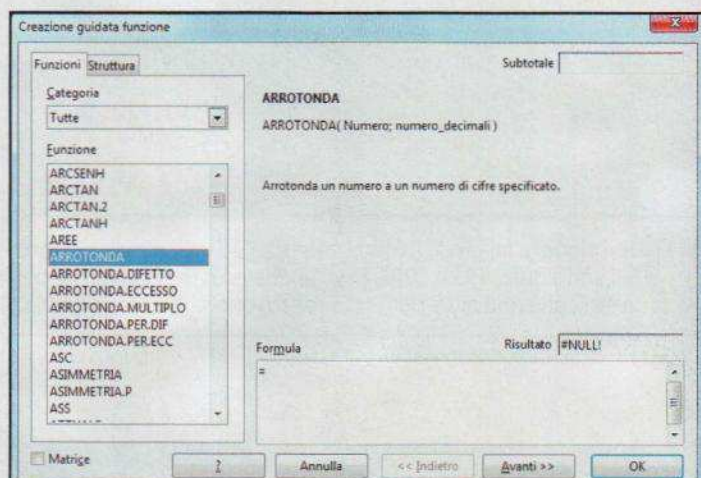 Creazione guidata funzione
x
Funzioni Struttura
Subtotale
Categoria
Tutte
Funzione
ARCSENH
ARCTAN
ARCTAN.2
ARCTANH
AREE
ARROTONDA
ARROTONDA.DIFETTO
ARROTONDA.ECCESSO
ARROTONDA.MULTIPLO
ARROTONDA.PER.DIF
ARROTONDA.PER.ECC
ASC
ASIMMETRIA
ASIMMETRIA.P
ASS
ARROTONDA
ARROTONDA( Numero; numero_decimali )
Arrotonda un numero a un numero di cifre specificato.
Formula
Risultato #NULL!
=
Matrice
?
Annulla
<< Indietro
Avanti >>
OK